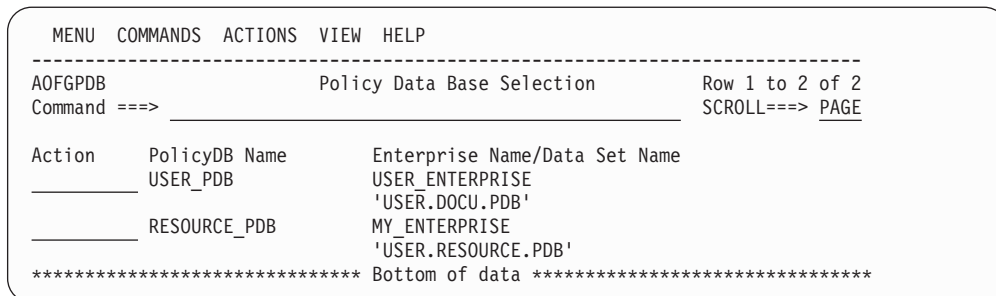 MENU COMMANDS ACTIONS VIEW HELP
-------------------------------------------------------------------------------
AOFGPDB Policy Data Base Selection Row 1 to 2 of 2
Command ===> SCROLL===> PAGE
Action PolicyDB Name Enterprise Name/Data Set Name
USER_PDB USER_ENTERPRISE
'USER.DOCU.PDB'
RESOURCE_PDB MY_ENTERPRISE
'USER.RESOURCE.PDB'
******************************* Bottom of data ********************************